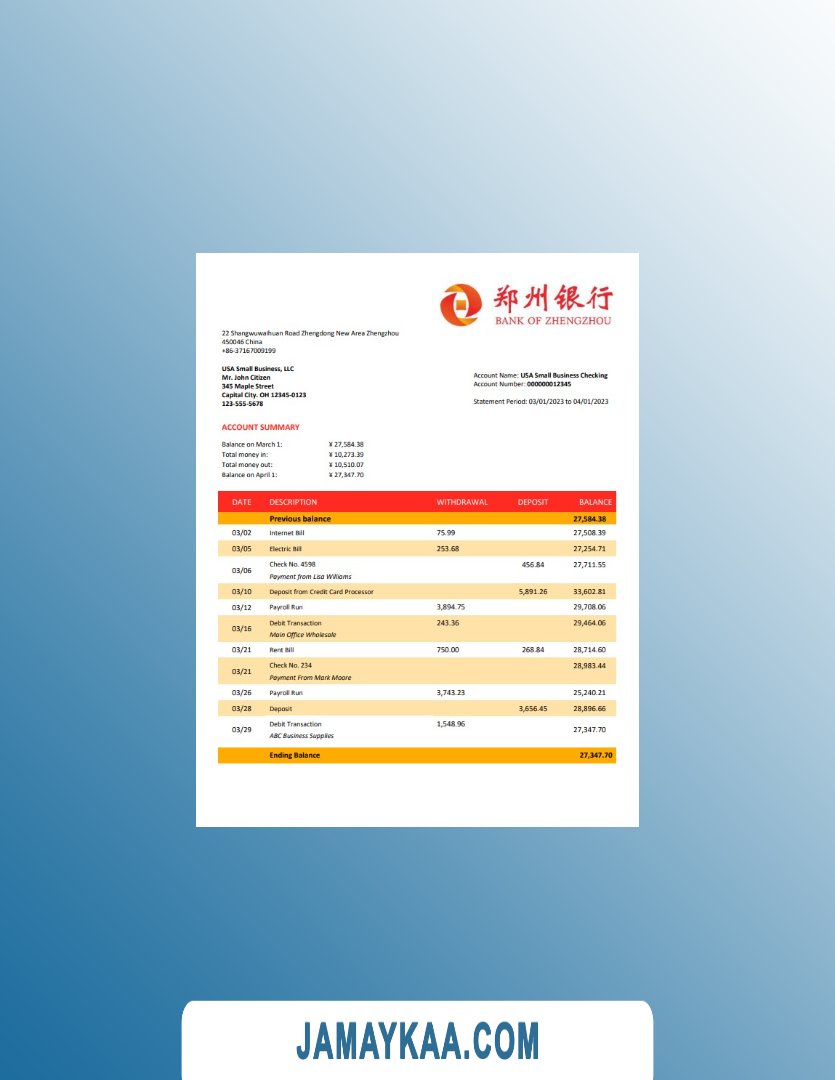 郑州银行
BANK OF ZHENGZHOU
22 Shangwuwaihuan Road Zhengdong New Area Zhengzhou
450046 China
+86-37167009199
USA Small Business, LLC
Mr. John Citizen
345 Maple Street
Capital City. OH 12345-0123
123-555-5678
Account Name: USA Small Business Checking
Account Number: 000000012345
Statement Period: 03/01/2023 to 04/01/2023
ACCOUNT SUMMARY
Balance on March 1: ¥ 27,584.38
Total money in: ¥ 10,273.39
Total money out: ¥ 10,510.07
Balance on April 1: ¥ 27,347.70
DATE DESCRIPTION WITHDRAWAL DEPOSIT BALANCE
Previous balance 27,584.38
03/02 Internet Bill 75.99 27,508.39
03/05 Electric Bill 253.68 27,254.71
03/06 Check No. 4598 456.84 27,711.55
Payment from Lisa Williams
03/10 Deposit from Credit Card Processor 5,891.26 33,602.81
03/12 Payroll Run 3,894.75 29,708.06
03/16 Debit Transaction 243.36 29,464.06
Main Office Wholesale
03/21 Rent Bill 750.00 268.84 28,714.60
03/21 Check No. 234 28,983.44
Payment From Mark Moore
03/26 Payroll Run 3,743.23 25,240.21
03/28 Deposit 3,656.45 28,896.66
03/29 Debit Transaction 1,548.96 27,347.70
ABC Business Supplies
Ending Balance 27,347.70
JAMAYKAA.COM